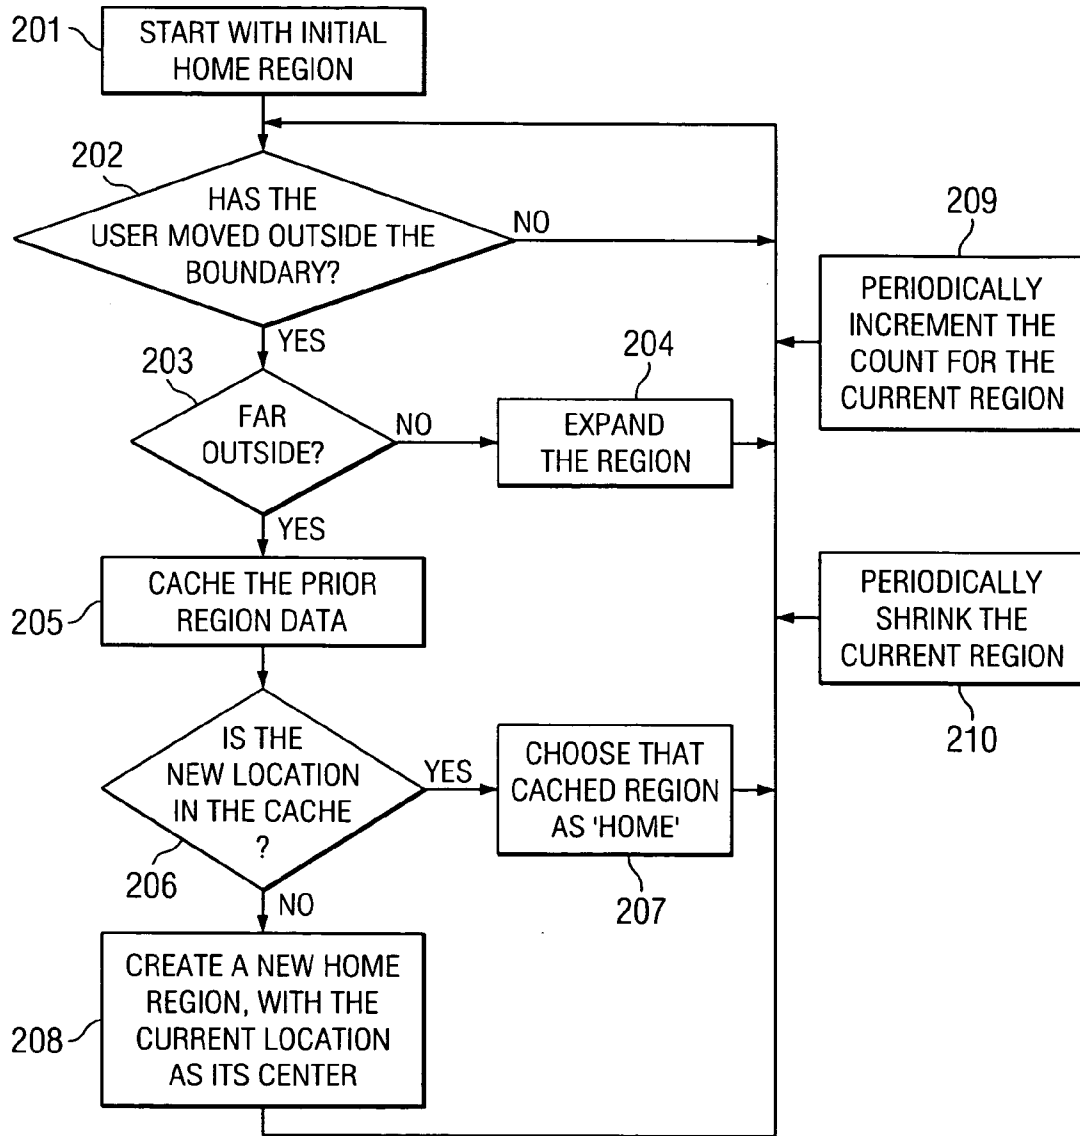 201
START WITH INITIAL
HOME REGION
202
HAS THE
USER MOVED OUTSIDE THE
BOUNDARY?
NO
YES
209
PERIODICALLY
INCREMENT THE
COUNT FOR THE
CURRENT REGION
203
FAR
OUTSIDE?
NO
204
EXPAND
THE REGION
YES
205
CACHE THE PRIOR
REGION DATA
PERIODICALLY
SHRINK THE
CURRENT REGION
210
206
IS THE
NEW LOCATION
IN THE CACHE
?
YES
CHOOSE THAT
CACHED REGION
AS 'HOME'
207
NO
208
CREATE A NEW HOME
REGION, WITH THE
CURRENT LOCATION
AS ITS CENTER